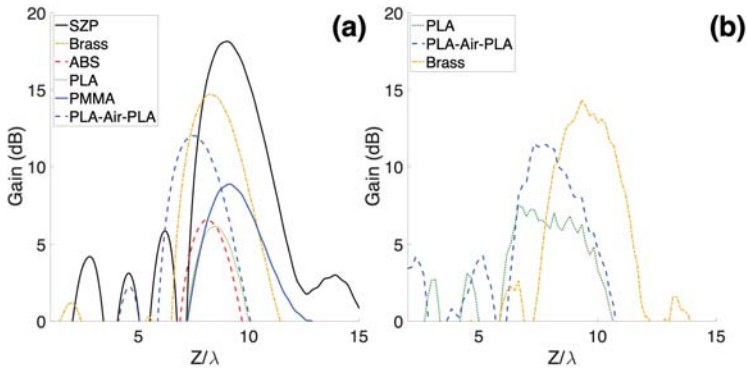 20
15
10
5
0
Gain (dB)
5
10
15
Z/λ
(a)
SZP
Brass
ABS
PLA
PMMA
PLA-Air-PLA
20
15
10
5
0
Gain (dB)
5
10
15
Z/λ
(b)
PLA
PLA-Air-PLA
Brass